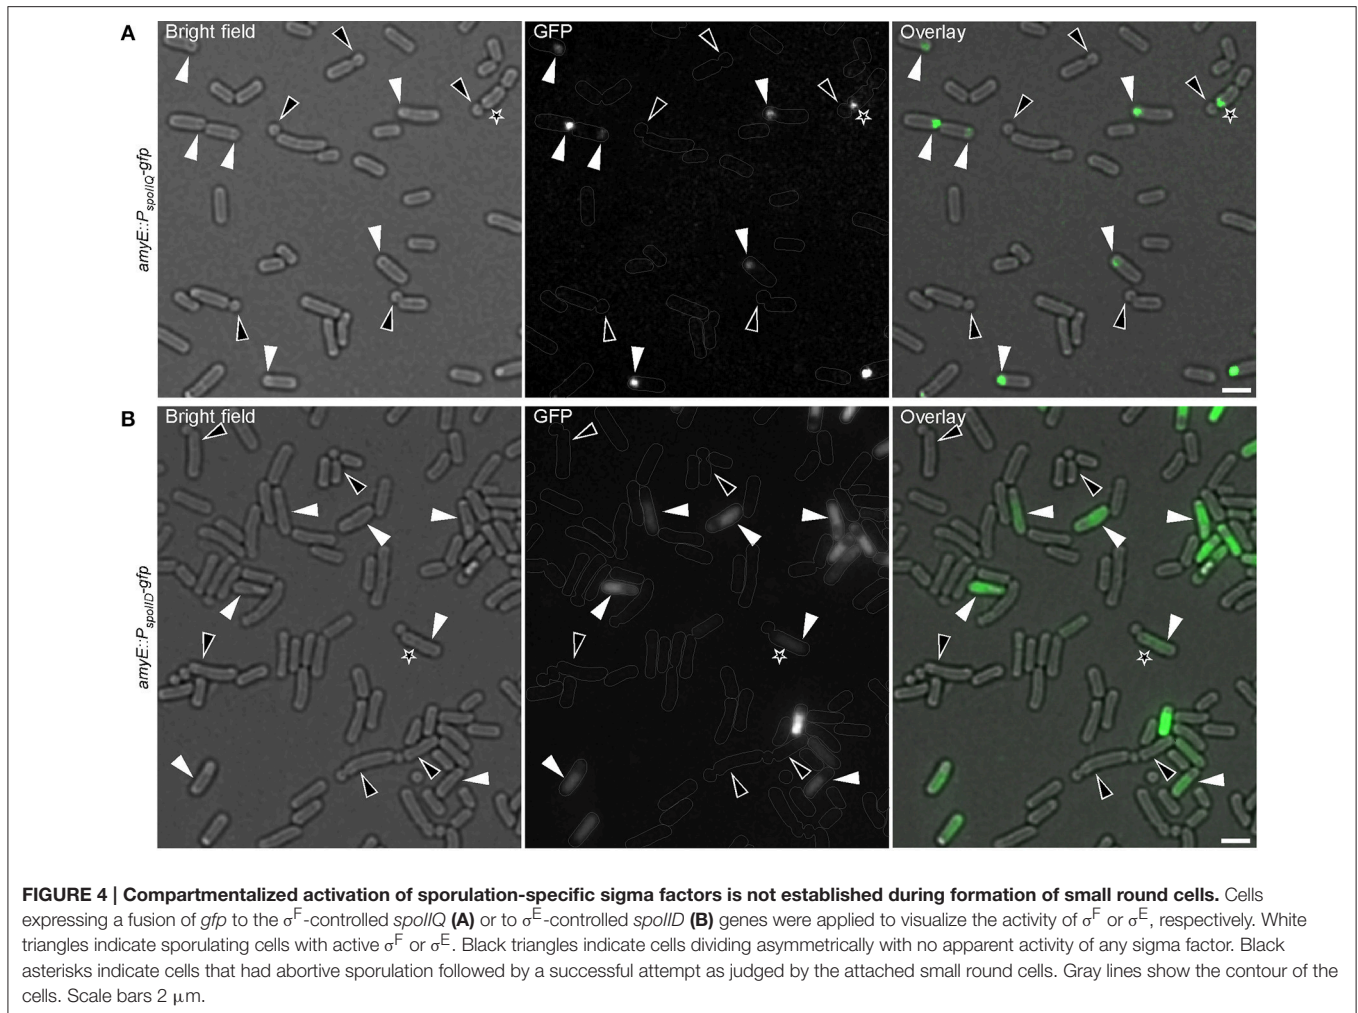 A
Bright field
GFP
Overlay
amyE::PspoIIQ-gfp
B
Bright field
GFP
Overlay
amyE::PspoIID-gfp
FIGURE 4 | Compartmentalized activation of sporulation-specific sigma factors is not established during formation of small round cells. Cells
expressing a fusion of gfp to the σF-controlled spoIIQ (A) or to σE-controlled spoIID (B) genes were applied to visualize the activity of σF or σE, respectively. White
triangles indicate sporulating cells with active σF or σE. Black triangles indicate cells dividing asymmetrically with no apparent activity of any sigma factor. Black
asterisks indicate cells that had abortive sporulation followed by a successful attempt as judged by the attached small round cells. Gray lines show the contour of the
cells. Scale bars 2 μm.